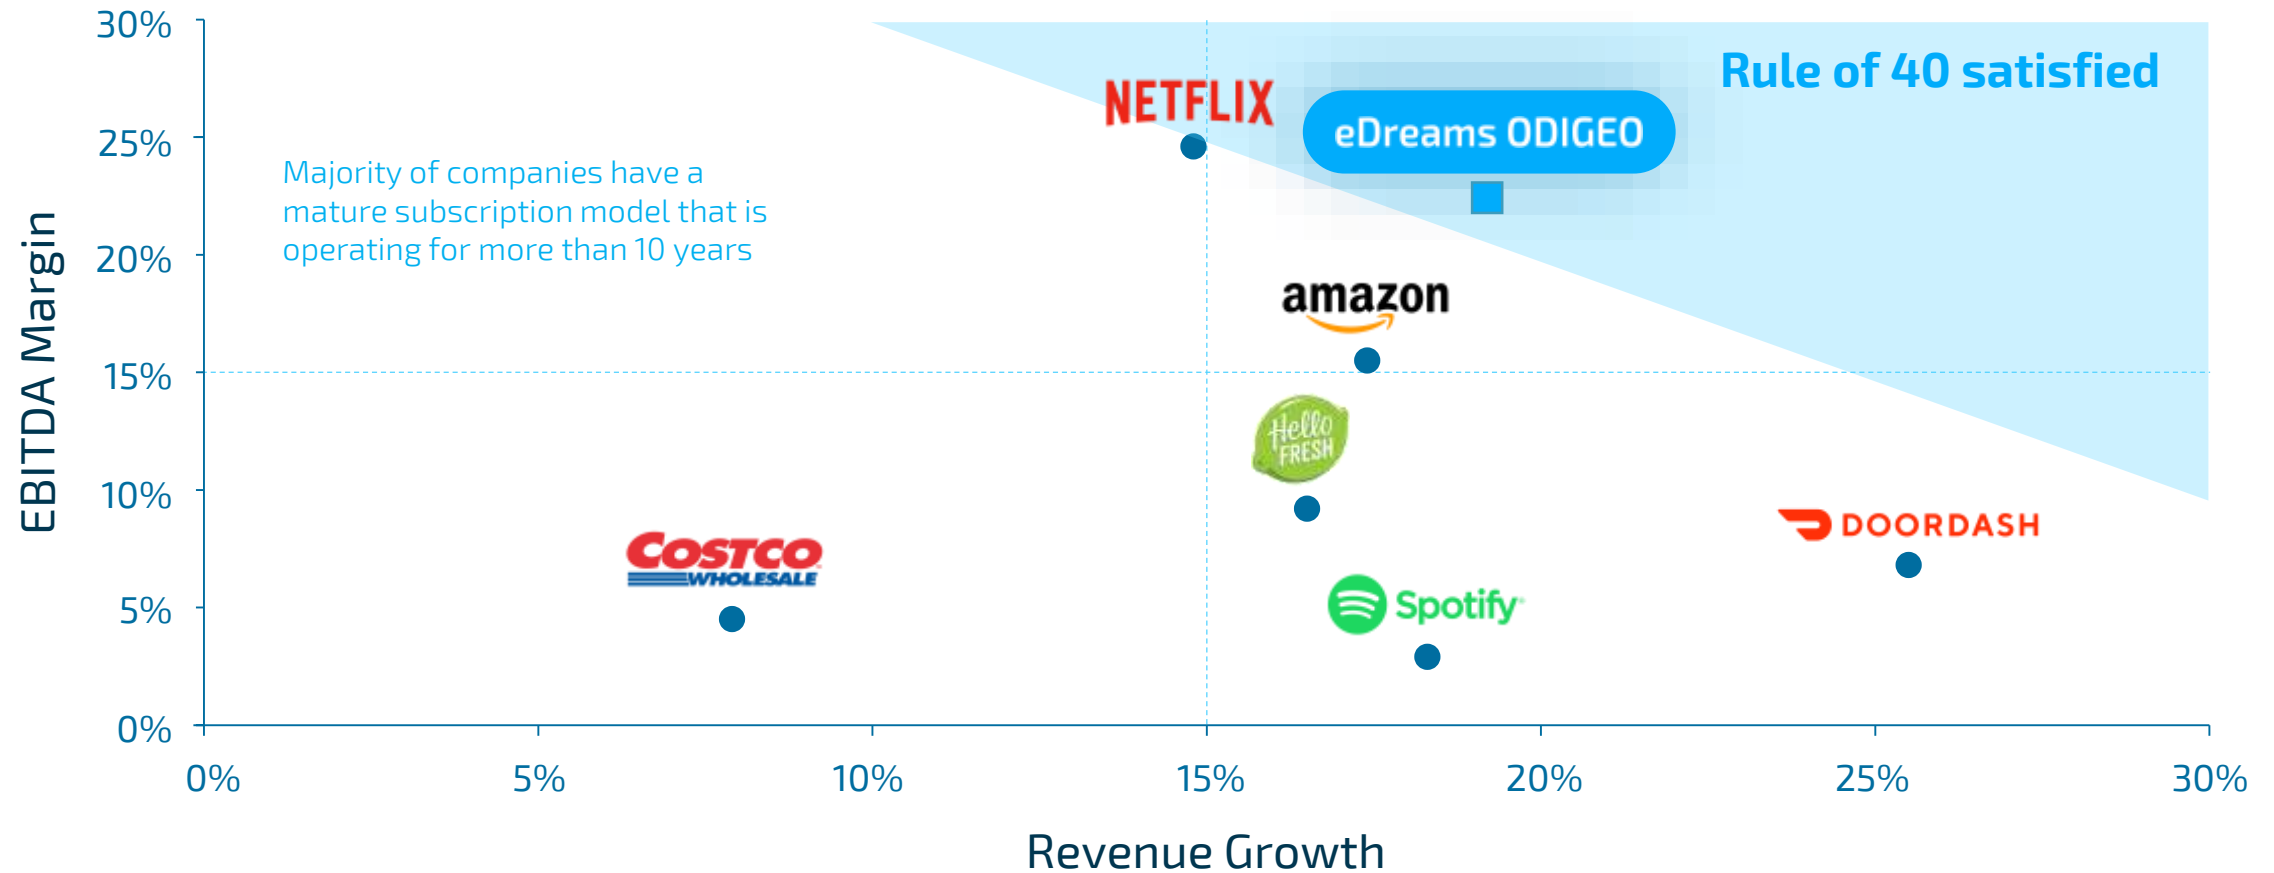 30%
Rule of 40 satisfied
NETFLIX
eDreams ODIGEO
25%
Majority of companies have a
mature subscription model that is
operating for more than 10 years
EBITDA Margin
20%
amazon
15%
Hello
FRESH
10%
DOORDASH
COSTCO
WHOLESALE
5%
Spotify
0%
0% 5% 10% 15% 20% 25% 30%
Revenue Growth